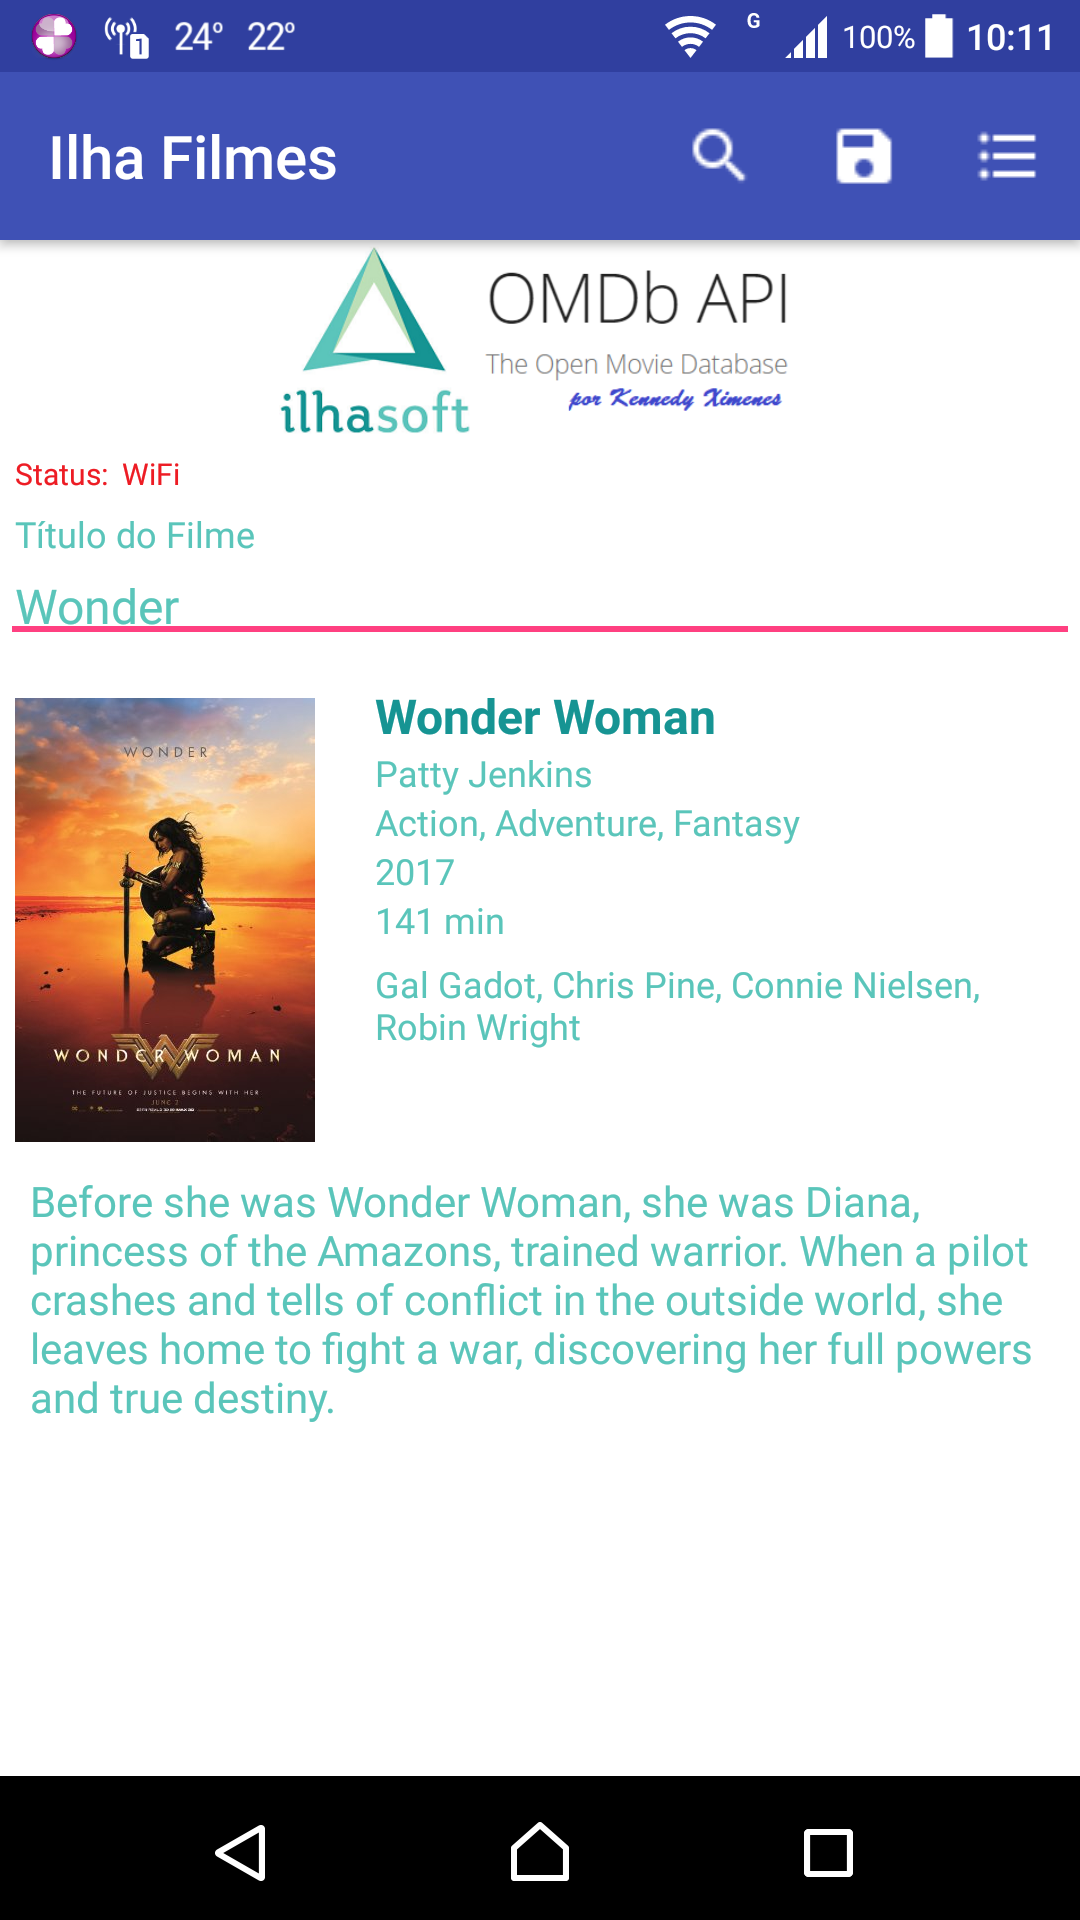 1 24° 22° G 100% 10:11
Ilha Filmes
OMDb API
The Open Movie Database
por Kennedy Ximenes
ilhasoft
Status: WiFi
Título do Filme
Wonder
WONDER
WONDER WOMAN
THE FUTURE OF JUSTICE BEGINS WITH HER
JUNE 2
Wonder Woman
Patty Jenkins
Action, Adventure, Fantasy
2017
141 min
Gal Gadot, Chris Pine, Connie Nielsen,
Robin Wright
Before she was Wonder Woman, she was Diana,
princess of the Amazons, trained warrior. When a pilot
crashes and tells of conflict in the outside world, she
leaves home to fight a war, discovering her full powers
and true destiny.